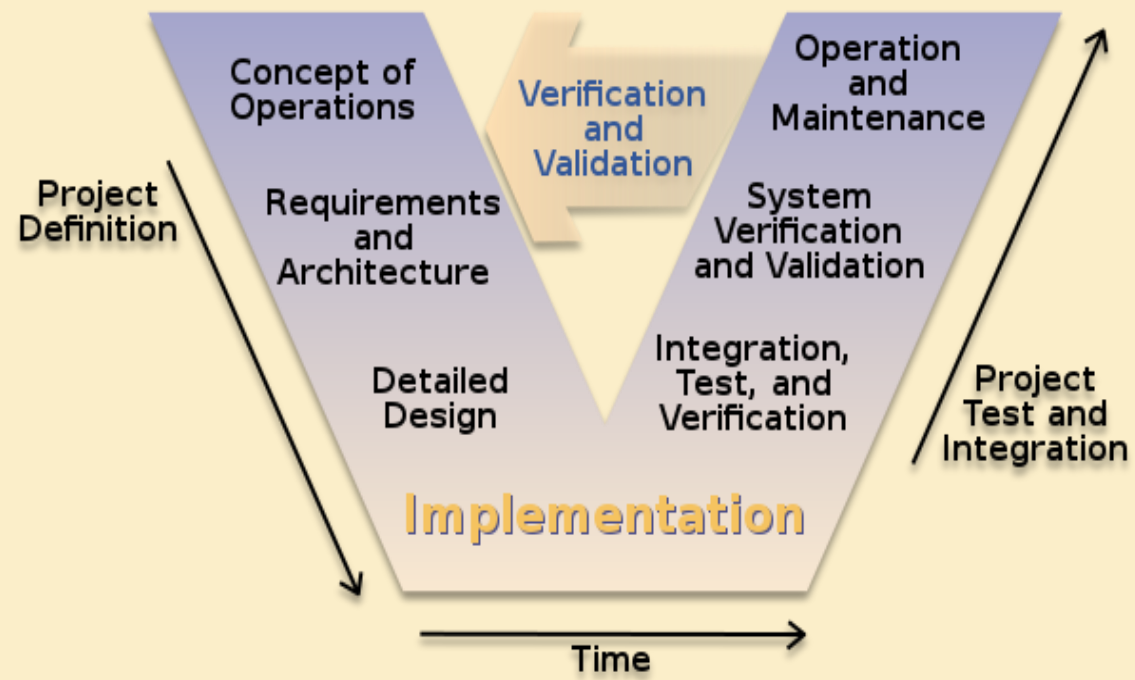 Concept of
Operations
Verification
and
Validation
Operation
and
Maintenance
Project
Definition
Requirements
and
Architecture
System
Verification
and Validation
Detailed
Design
Integration,
Test, and
Verification
Project
Test and
Integration
Implementation
Time